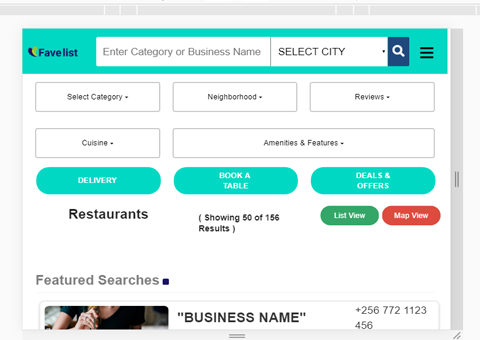 Favelist
Enter Category or Business Name
SELECT CITY
Select Category
Neighborhood
Reviews
Cuisine
Amenities & Features
DELIVERY
BOOK A
TABLE
DEALS &
OFFERS
Restaurants
( Showing 50 of 156
Results )
List View
Map View
Featured Searches
"BUSINESS NAME"
+256 772 1123
456